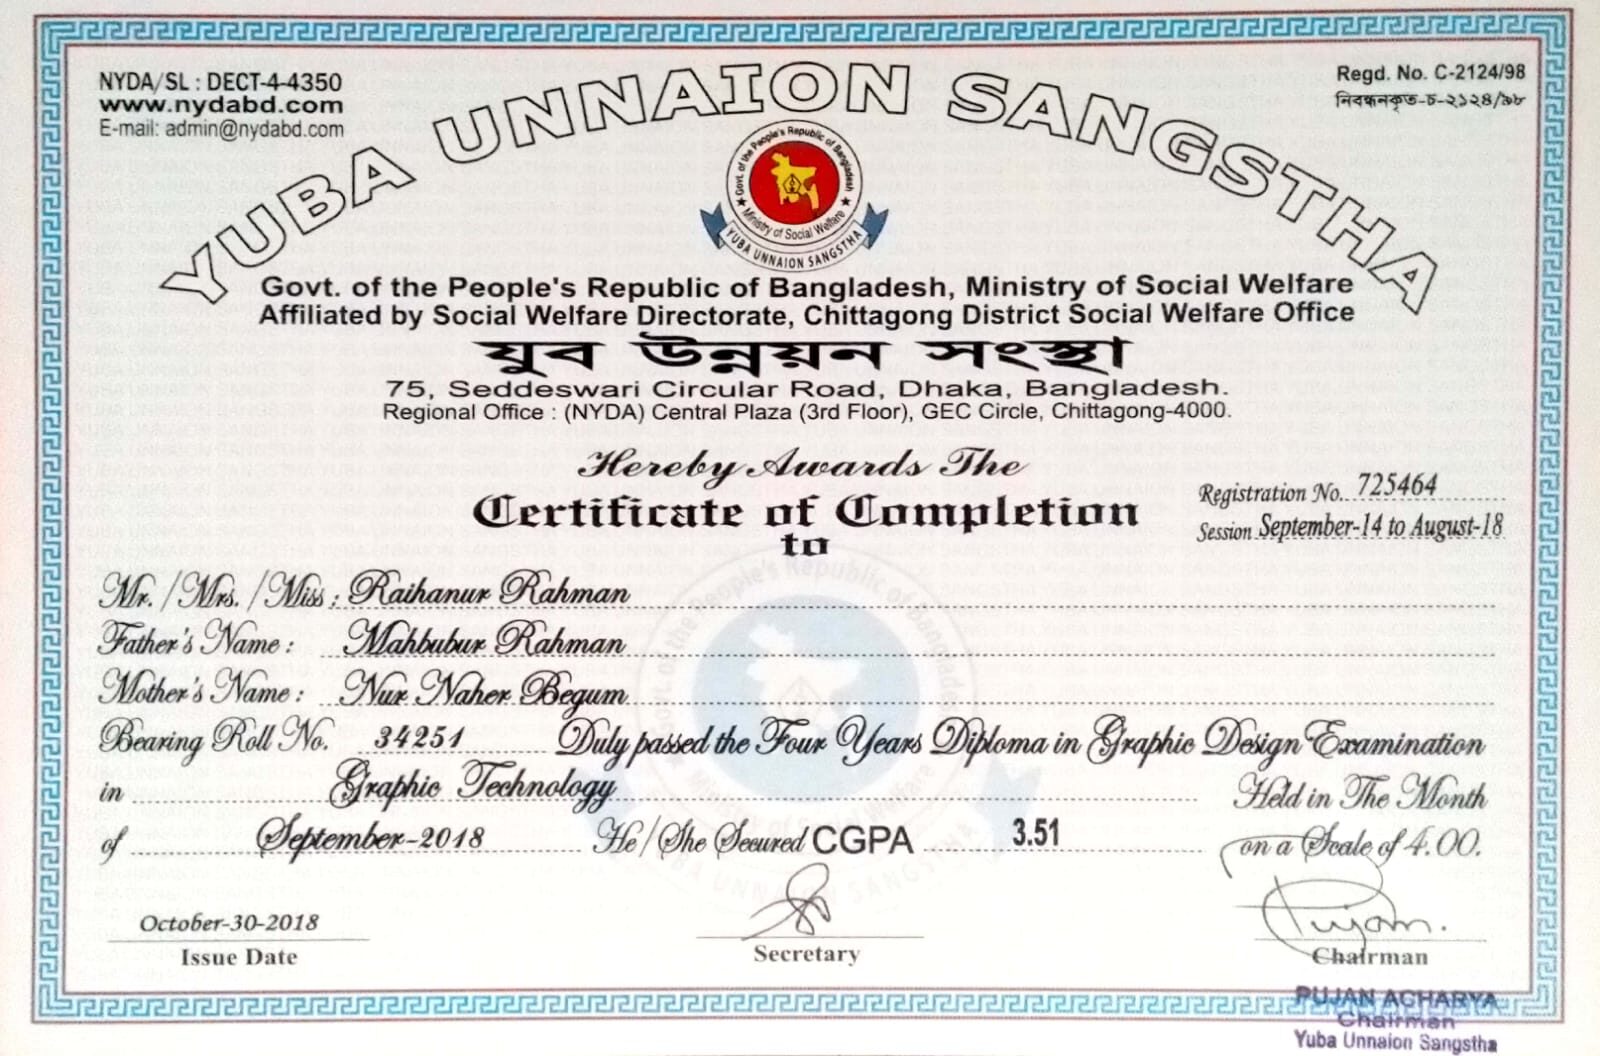 NYDA/SL : DECT-4-4350
www.nydabd.com
E-mail: admin@nydabd.com
Regd. No. C-2124/98
নিবন্ধনকৃত-চ-২১২৪/৯৮
YUBA UNNAION SANGSTHA
Govt. of the People's Republic of Bangladesh
Ministry of Social Welfare
YUBA UNNAION SANGSTHA
Govt. of the People's Republic of Bangladesh, Ministry of Social Welfare
Affiliated by Social Welfare Directorate, Chittagong District Social Welfare Office
যুব উন্নয়ন সংস্থা
75, Seddeswari Circular Road, Dhaka, Bangladesh.
Regional Office : (NYDA) Central Plaza (3rd Floor), GEC Circle, Chittagong-4000.
Hereby Awards The
Certificate of Completion
to
Registration No. 725464
Session September-14 to August-18
Mr. /Mrs. /Miss : Raihanur Rahman
Father's Name : Mahbubur Rahman
Mother's Name : Nur Naher Begum
Bearing Roll No. 34251 Duly passed the Four Years Diploma in Graphic Design Examination
in Graphic Technology Held in The Month
of September-2018 He/She Secured CGPA 3.51 on a Scale of 4.00.
October-30-2018
Issue Date
Secretary
Pujan.
Chairman
PUJAN ACHARYA
Chairman
Yuba Unnaion Sangstha